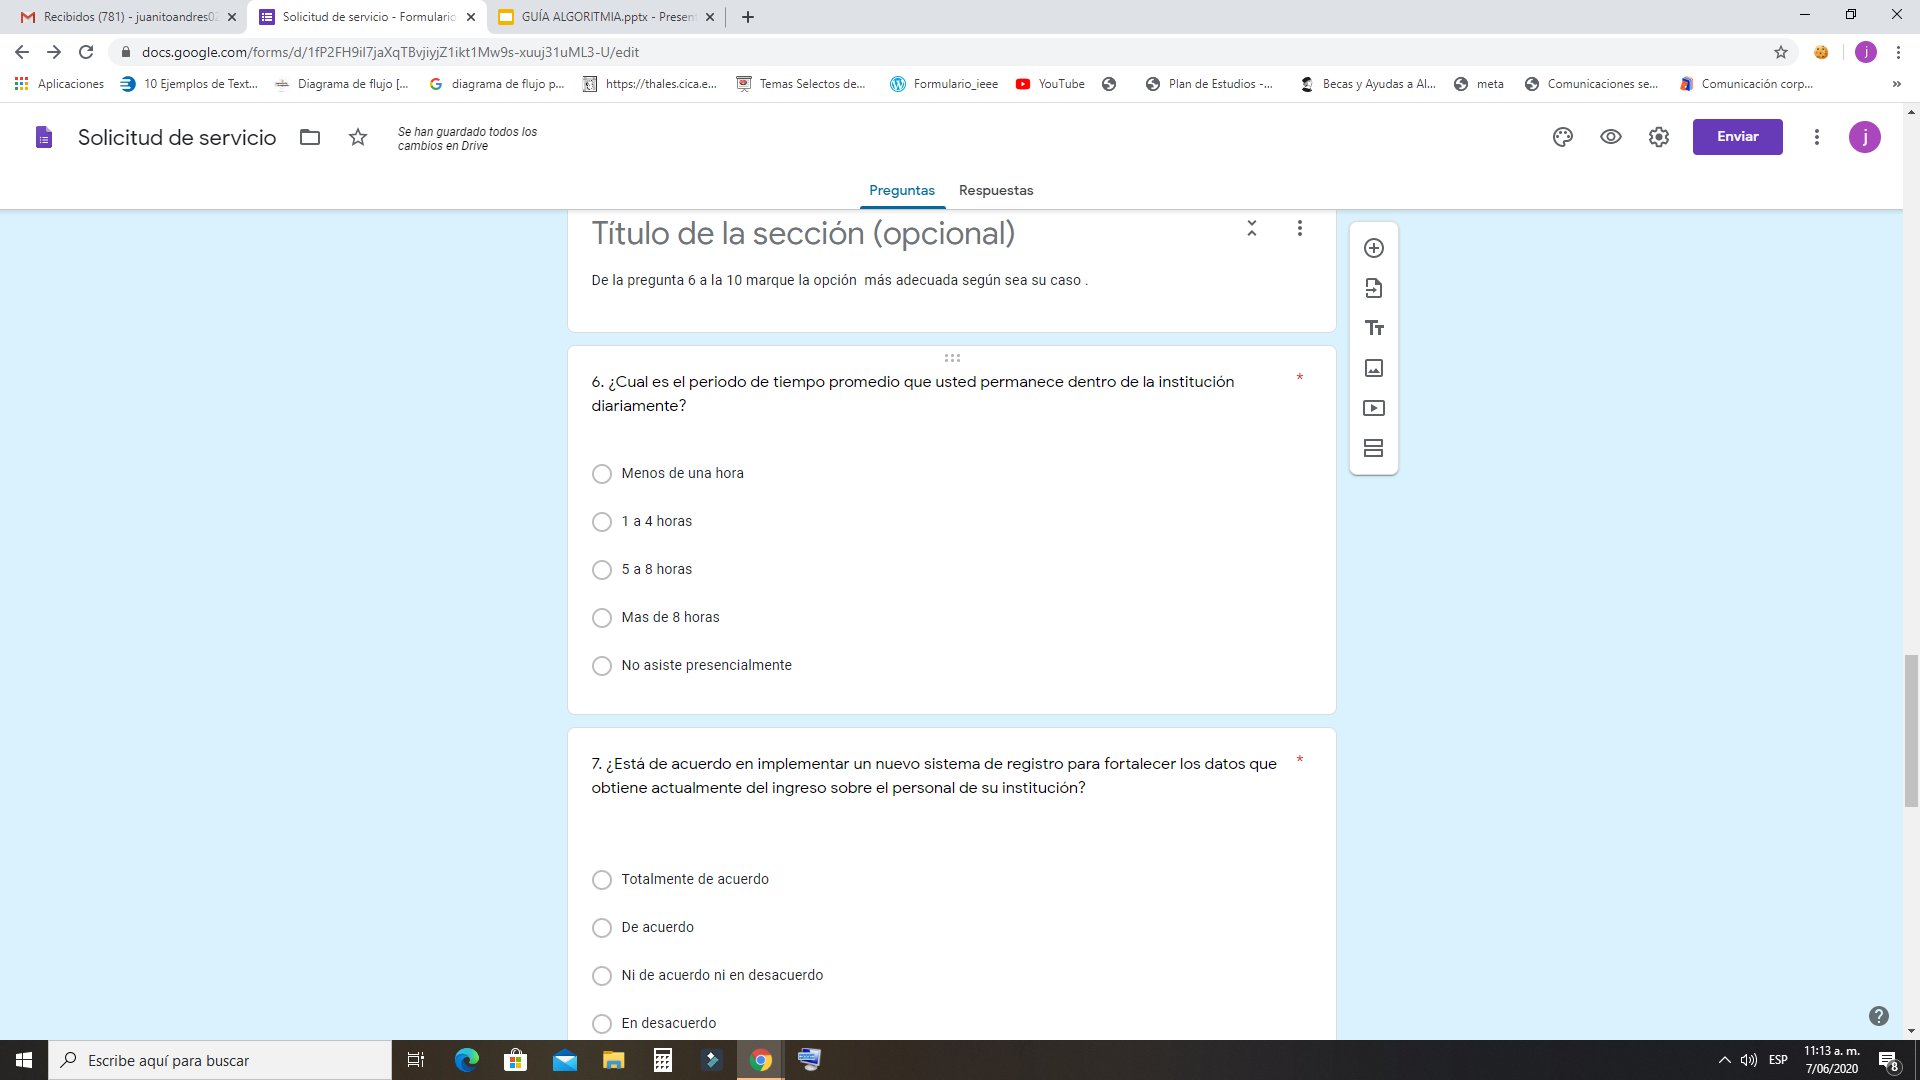 Recibidos (781) - juanitoandres02
Solicitud de servicio - Formulario
GUÍA ALGORITMIA.pptx - Present
docs.google.com/forms/d/1fP2FH9il7jaXqTBvjiyjZ1ikt1Mw9s-xuuj31uML3-U/edit
j
Aplicaciones
10 Ejemplos de Text...
Diagrama de flujo [...
diagrama de flujo p...
https://thales.cica.e...
Temas Selectos de...
Formulario_ieee
YouTube
Plan de Estudios -...
Becas y Ayudas a Al...
meta
Comunicaciones se...
Comunicación corp...
»
Solicitud de servicio
Se han guardado todos los
cambios en Drive
Enviar
j
Preguntas
Respuestas
Título de la sección (opcional)
De la pregunta 6 a la 10 marque la opción  más adecuada según sea su caso .
6. ¿Cual es el periodo de tiempo promedio que usted permanece dentro de la institución *
diariamente?
Menos de una hora
1 a 4 horas
5 a 8 horas
Mas de 8 horas
No asiste presencialmente
7. ¿Está de acuerdo en implementar un nuevo sistema de registro para fortalecer los datos que *
obtiene actualmente del ingreso sobre el personal de su institución?
Totalmente de acuerdo
De acuerdo
Ni de acuerdo ni en desacuerdo
En desacuerdo
Escribe aquí para buscar
ESP
11:13 a. m.
7/06/2020
8